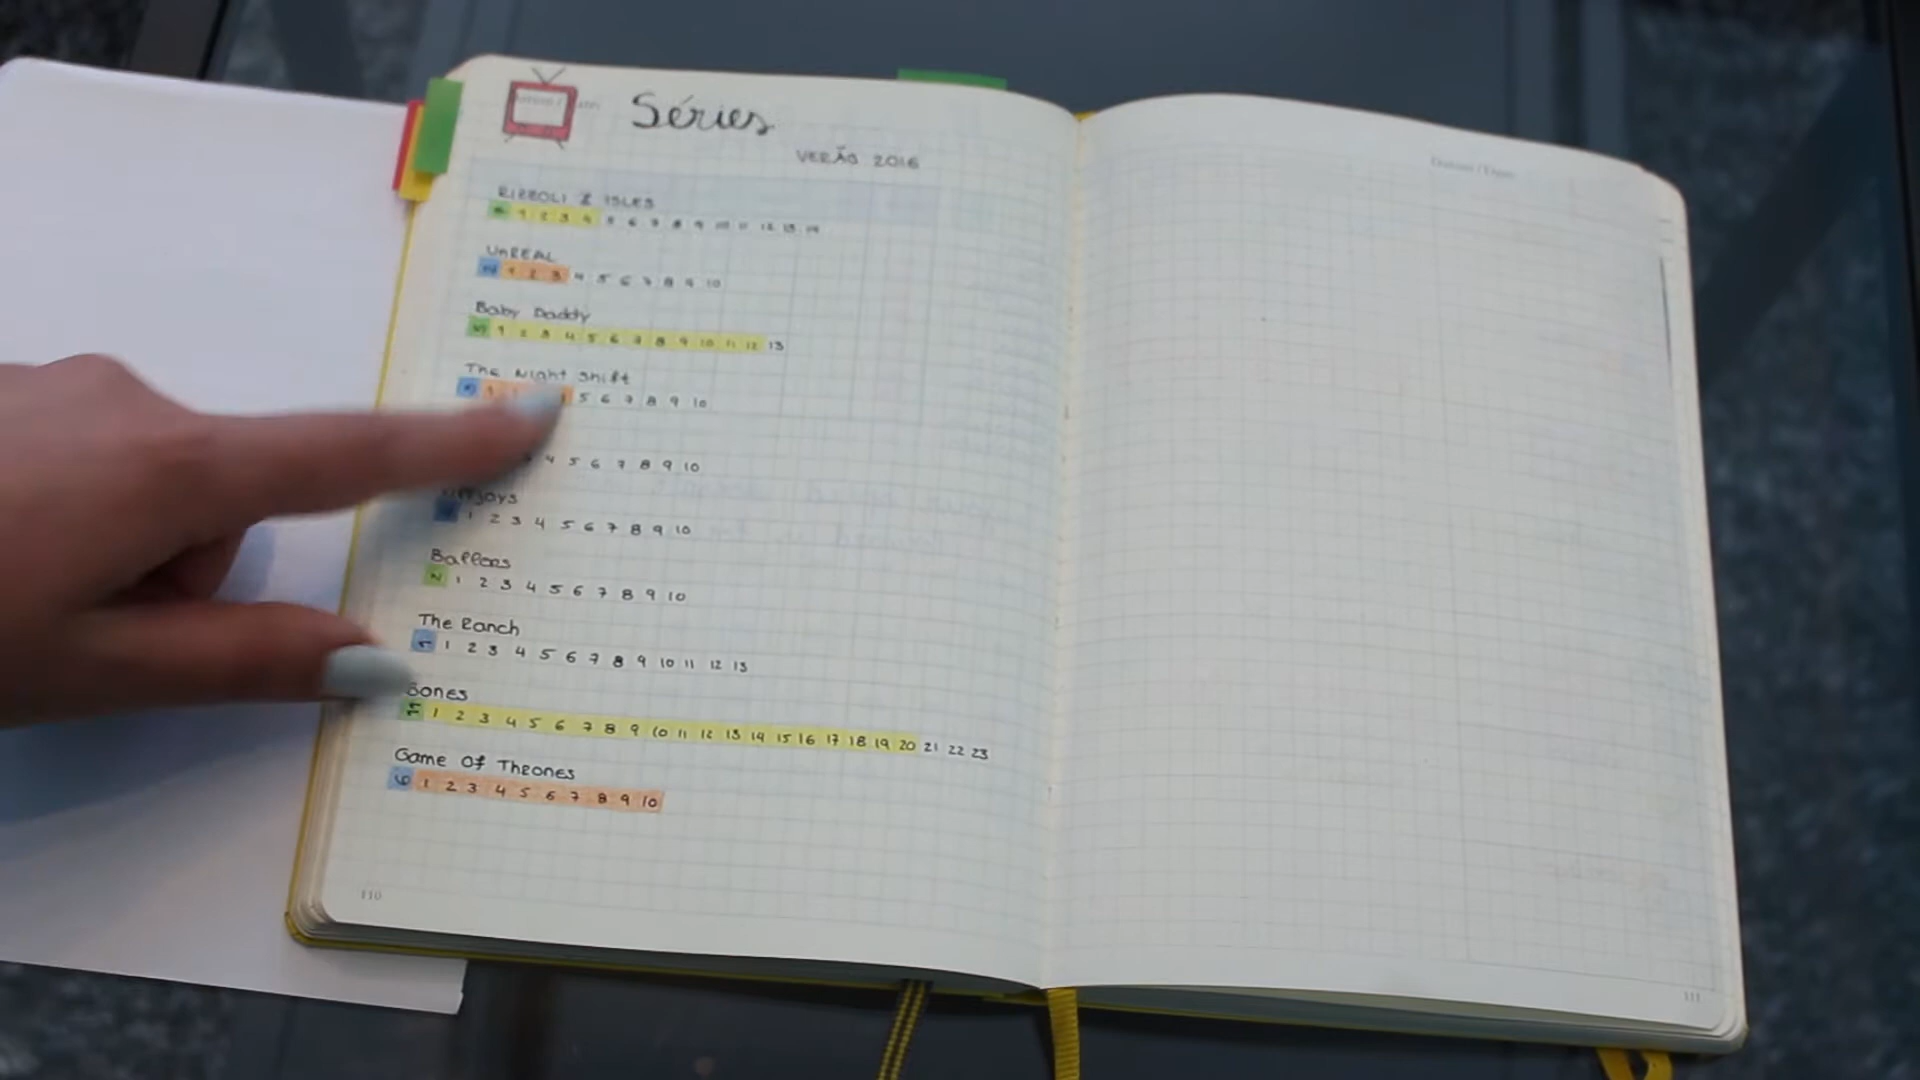 Séries
VERÃO 2016
RIZZOLI & ISLES
1 2 3 4 5 6 7 8 9 10 11 12 13 14
UnREAL
1 2 3 4 5 6 7 8 9 10
Baby Daddy
1 2 3 4 5 6 7 8 9 10 11 12 13
The Night Shift
5 6 7 8 9 10
4 5 6 7 8 9 10
1 2 3 4 5 6 7 8 9 10
Ballers
2 1 2 3 4 5 6 7 8 9 10
The Ranch
1 2 3 4 5 6 7 8 9 10 11 12 13
Bones
11 1 2 3 4 5 6 7 8 9 10 11 12 13 14 15 16 17 18 19 20 21 22 23
Game Of Thrones
6 1 2 3 4 5 6 7 8 9 10
110
111